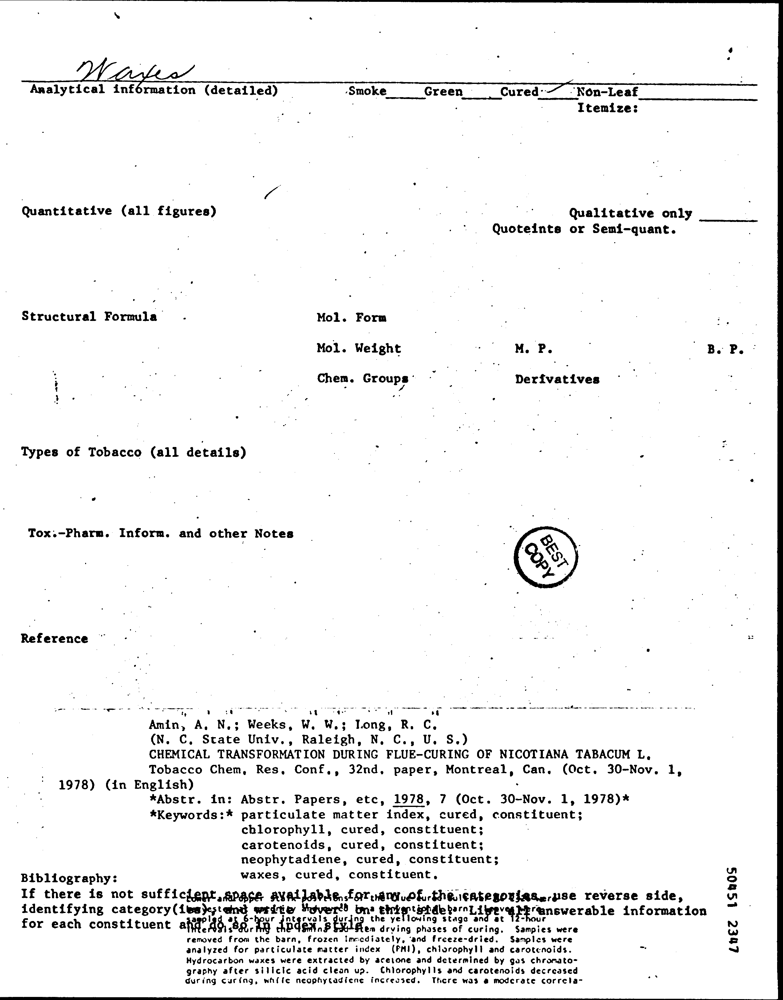 Waxes
Analytical information (detailed) Smoke Green Cured Non-Leaf
Itemize:
Quantitative (all figures) Qualitative only
Quoteints or Semi-quant.
Structural Formula Mol. Form
Mol. Weight M. P. B. P.
Chem. Groups Derivatives
Types of Tobacco (all details)
Tox.-Pharm. Inform. and other Notes
BEST
COPY
Reference
Amin, A. N.; Weeks, W. W.; Long, R. C.
(N. C. State Univ., Raleigh, N. C., U. S.)
CHEMICAL TRANSFORMATION DURING FLUE-CURING OF NICOTIANA TABACUM L.
Tobacco Chem. Res. Conf., 32nd. paper, Montreal, Can. (Oct. 30-Nov. 1,
1978) (in English)
*Abstr. in: Abstr. Papers, etc, 1978, 7 (Oct. 30-Nov. 1, 1978)*
*Keywords:* particulate matter index, cured, constituent;
chlorophyll, cured, constituent;
carotenoids, cured, constituent;
neophytadiene, cured, constituent;
waxes, cured, constituent.
Bibliography:
If there is not sufficient space available for any of the categories, use reverse side,
identifying category(ies) and write on this side. answerable information
for each constituent and do so in index style.
sampled at 6-hour intervals during the yellowing stage and at 12-hour
intervals during the lamina and stem drying phases of curing. Samples were
removed from the barn, frozen immediately, and freeze-dried. Samples were
analyzed for particulate matter index (PMI), chlorophyll and carotenoids.
Hydrocarbon waxes were extracted by acetone and determined by gas chromato-
graphy after silicic acid clean up. Chlorophylls and carotenoids decreased
during curing, while neophytadiene increased. There was a moderate correla-
50451 2347